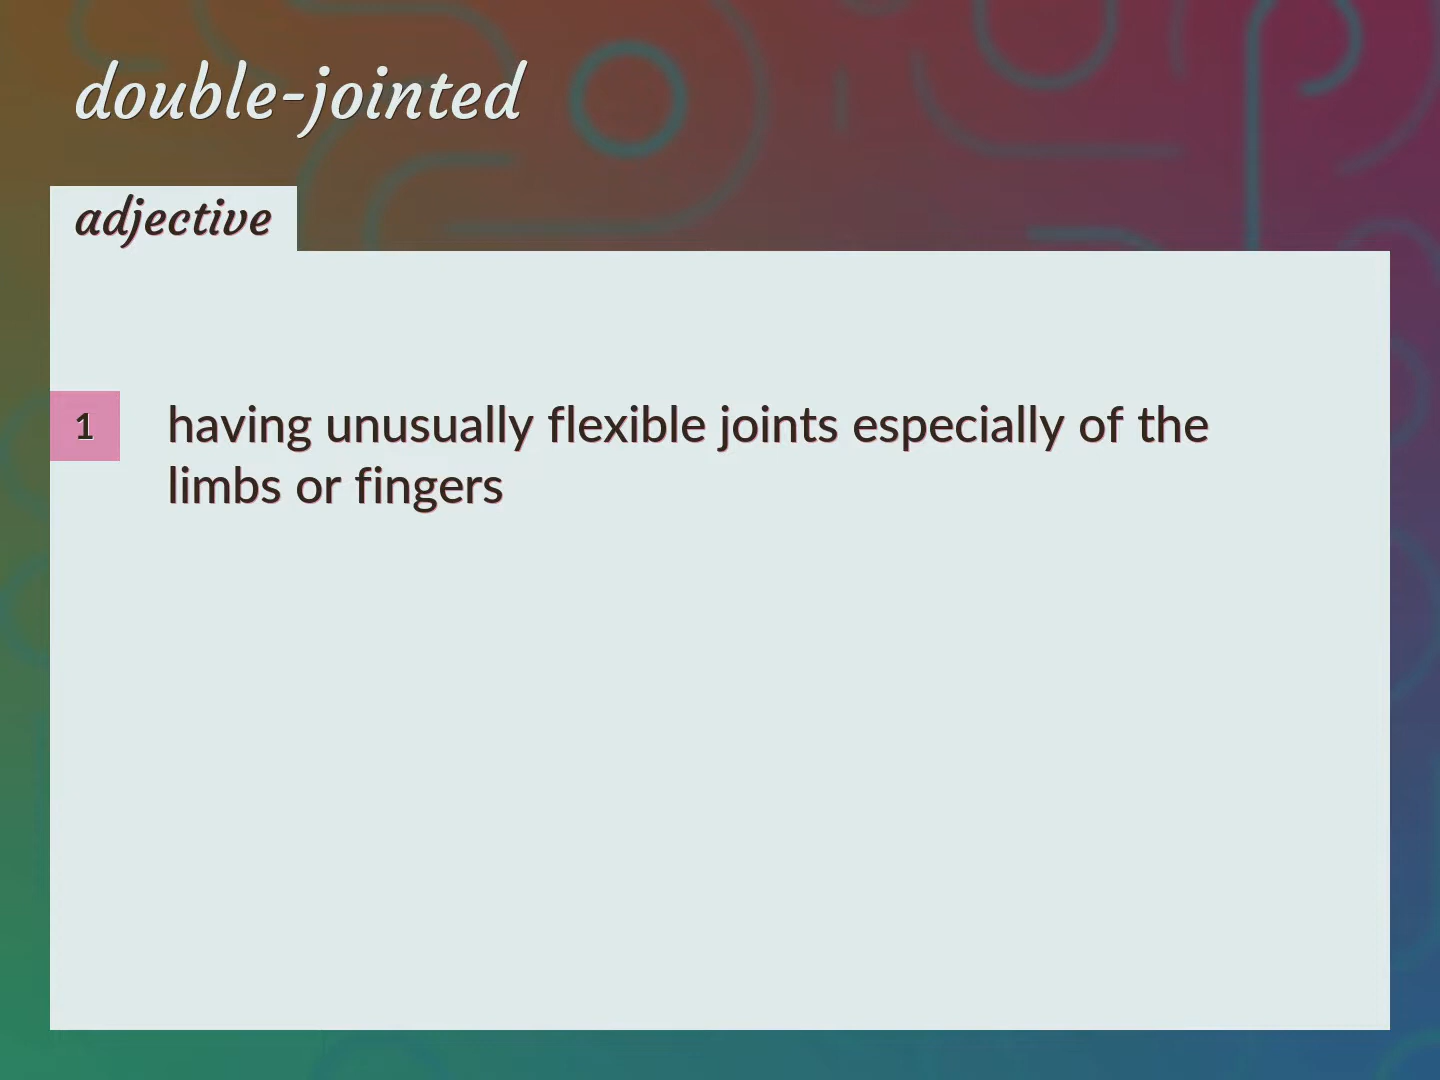 double-jointed
adjective
1
having unusually flexible joints especially of the
limbs or fingers